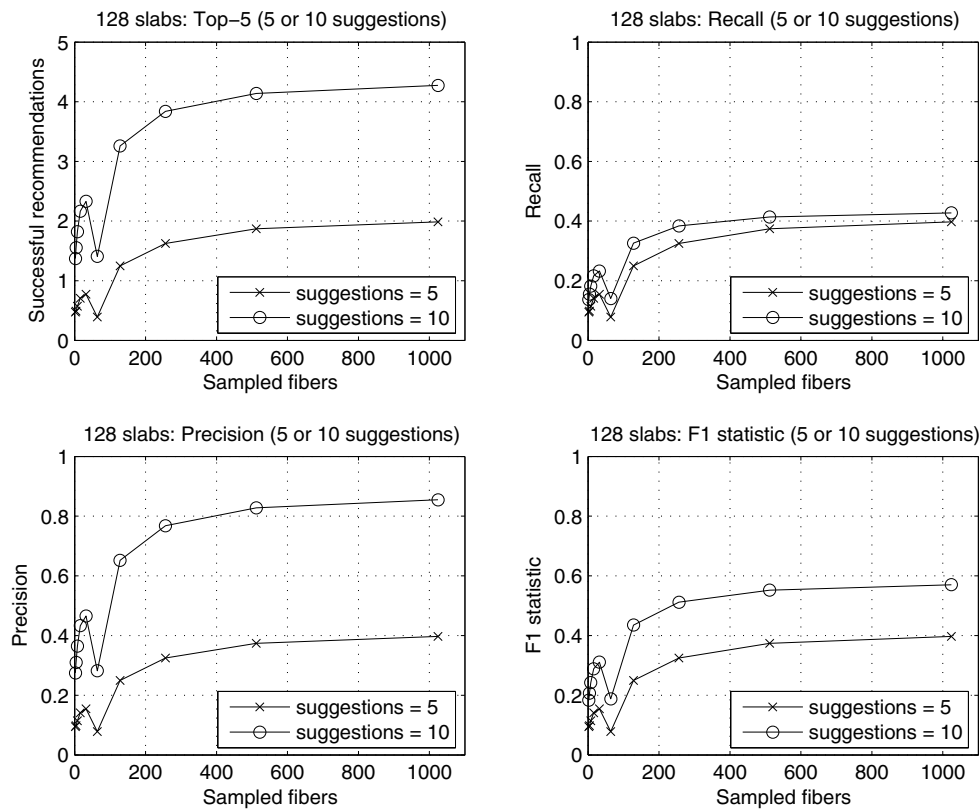 128 slabs: Top−5 (5 or 10 suggestions)
5
4
3
2
1
0
Successful recommendations
suggestions = 5
suggestions = 10
0 200 400 600 800 1000
Sampled fibers
128 slabs: Recall (5 or 10 suggestions)
1
0.8
0.6
0.4
0.2
0
Recall
suggestions = 5
suggestions = 10
0 200 400 600 800 1000
Sampled fibers
128 slabs: Precision (5 or 10 suggestions)
1
0.8
0.6
0.4
0.2
0
Precision
suggestions = 5
suggestions = 10
0 200 400 600 800 1000
Sampled fibers
128 slabs: F1 statistic (5 or 10 suggestions)
1
0.8
0.6
0.4
0.2
0
F1 statistic
suggestions = 5
suggestions = 10
0 200 400 600 800 1000
Sampled fibers